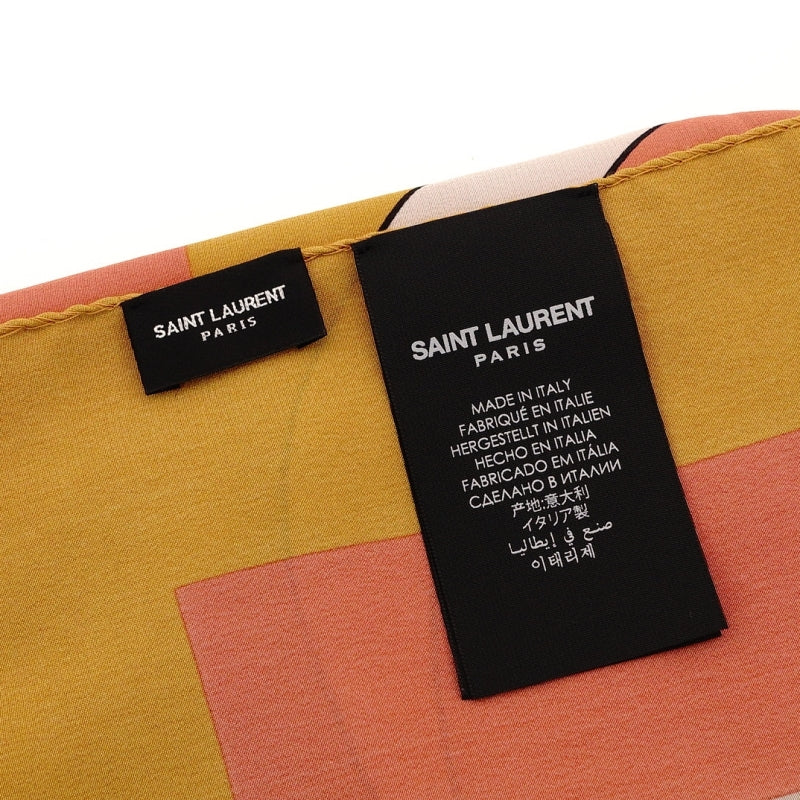 SAINT LAURENT
PARIS
SAINT LAURENT
PARIS
MADE IN ITALY
FABRIQUÉ EN ITALIE
HERGESTELLT IN ITALIEN
HECHO EN ITALIA
FABRICADO EM ITÁLIA
СДЕЛАНО В ИТАЛИИ
产地:意大利
イタリア製
صنع في إيطاليا
이태리제